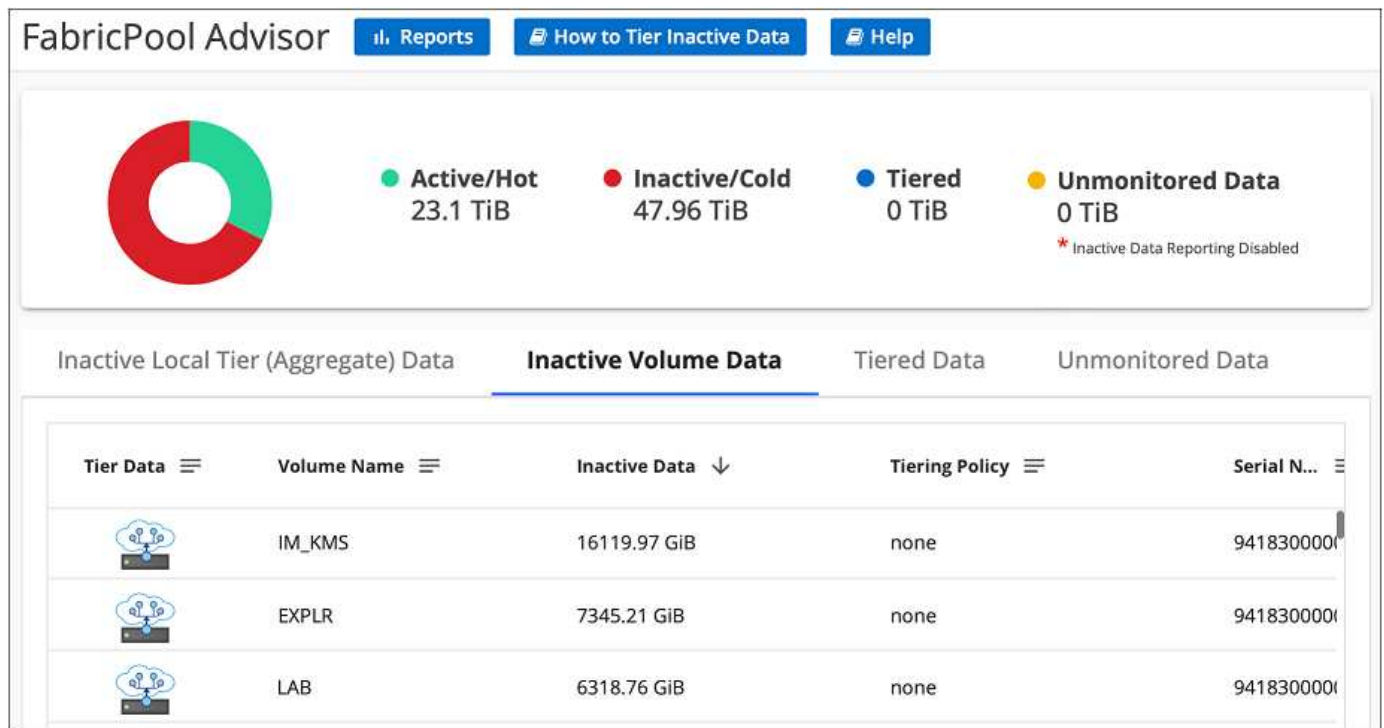 FabricPool Advisor Reports How to Tier Inactive Data Help
Active/Hot Inactive/Cold Tiered Unmonitored Data
23.1 TiB 47.96 TiB 0 TiB 0 TiB
* Inactive Data Reporting Disabled
Inactive Local Tier (Aggregate) Data Inactive Volume Data Tiered Data Unmonitored Data
Tier Data Volume Name Inactive Data Tiering Policy Serial N...
IM_KMS 16119.97 GiB none 9418300000
EXPLR 7345.21 GiB none 9418300000
LAB 6318.76 GiB none 9418300000